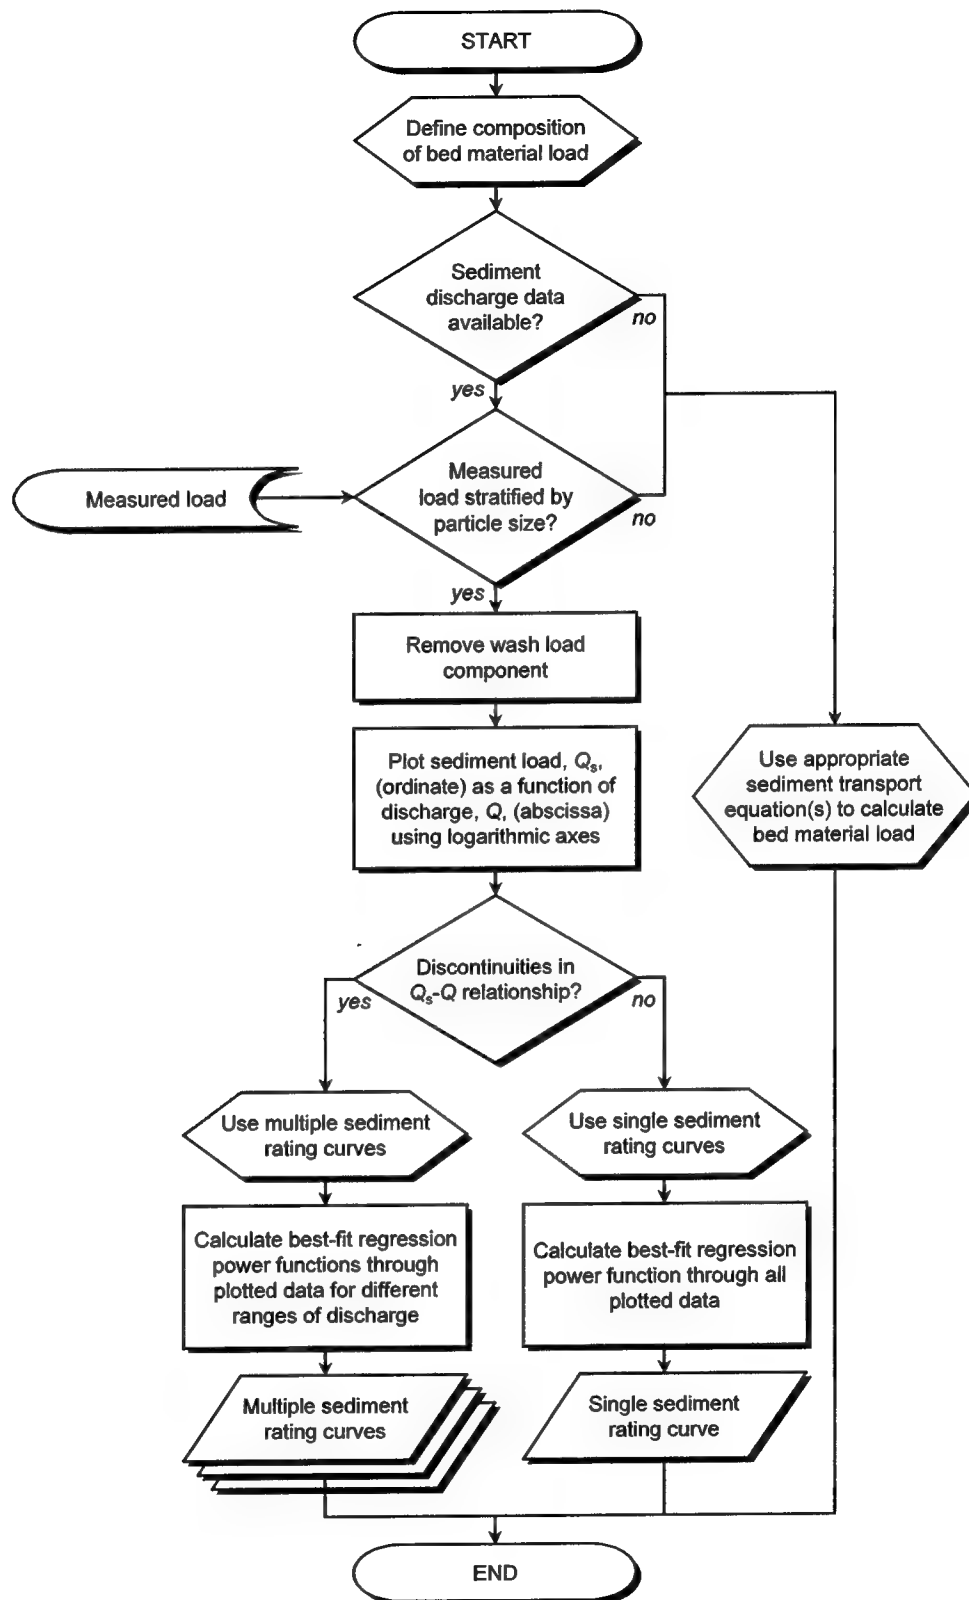 START
Define composition
of bed material load
Sediment
discharge data
available?
no
yes
Measured load
Measured
load stratified by
particle size?
no
yes
Remove wash load
component
Plot sediment load, Qs,
(ordinate) as a function of
discharge, Q, (abscissa)
using logarithmic axes
Use appropriate
sediment transport
equation(s) to calculate
bed material load
Discontinuities in
Qs-Q relationship?
yes
no
Use multiple sediment
rating curves
Use single sediment
rating curves
Calculate best-fit regression
power functions through
plotted data for different
ranges of discharge
Calculate best-fit regression
power function through all
plotted data
Multiple sediment
rating curves
Single sediment
rating curve
END